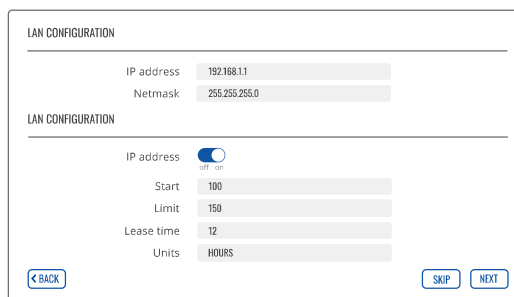 LAN CONFIGURATION
IP address 192.168.1.1
Netmask 255.255.255.0
LAN CONFIGURATION
IP address
off on
Start 100
Limit 150
Lease time 12
Units HOURS
< BACK SKIP NEXT